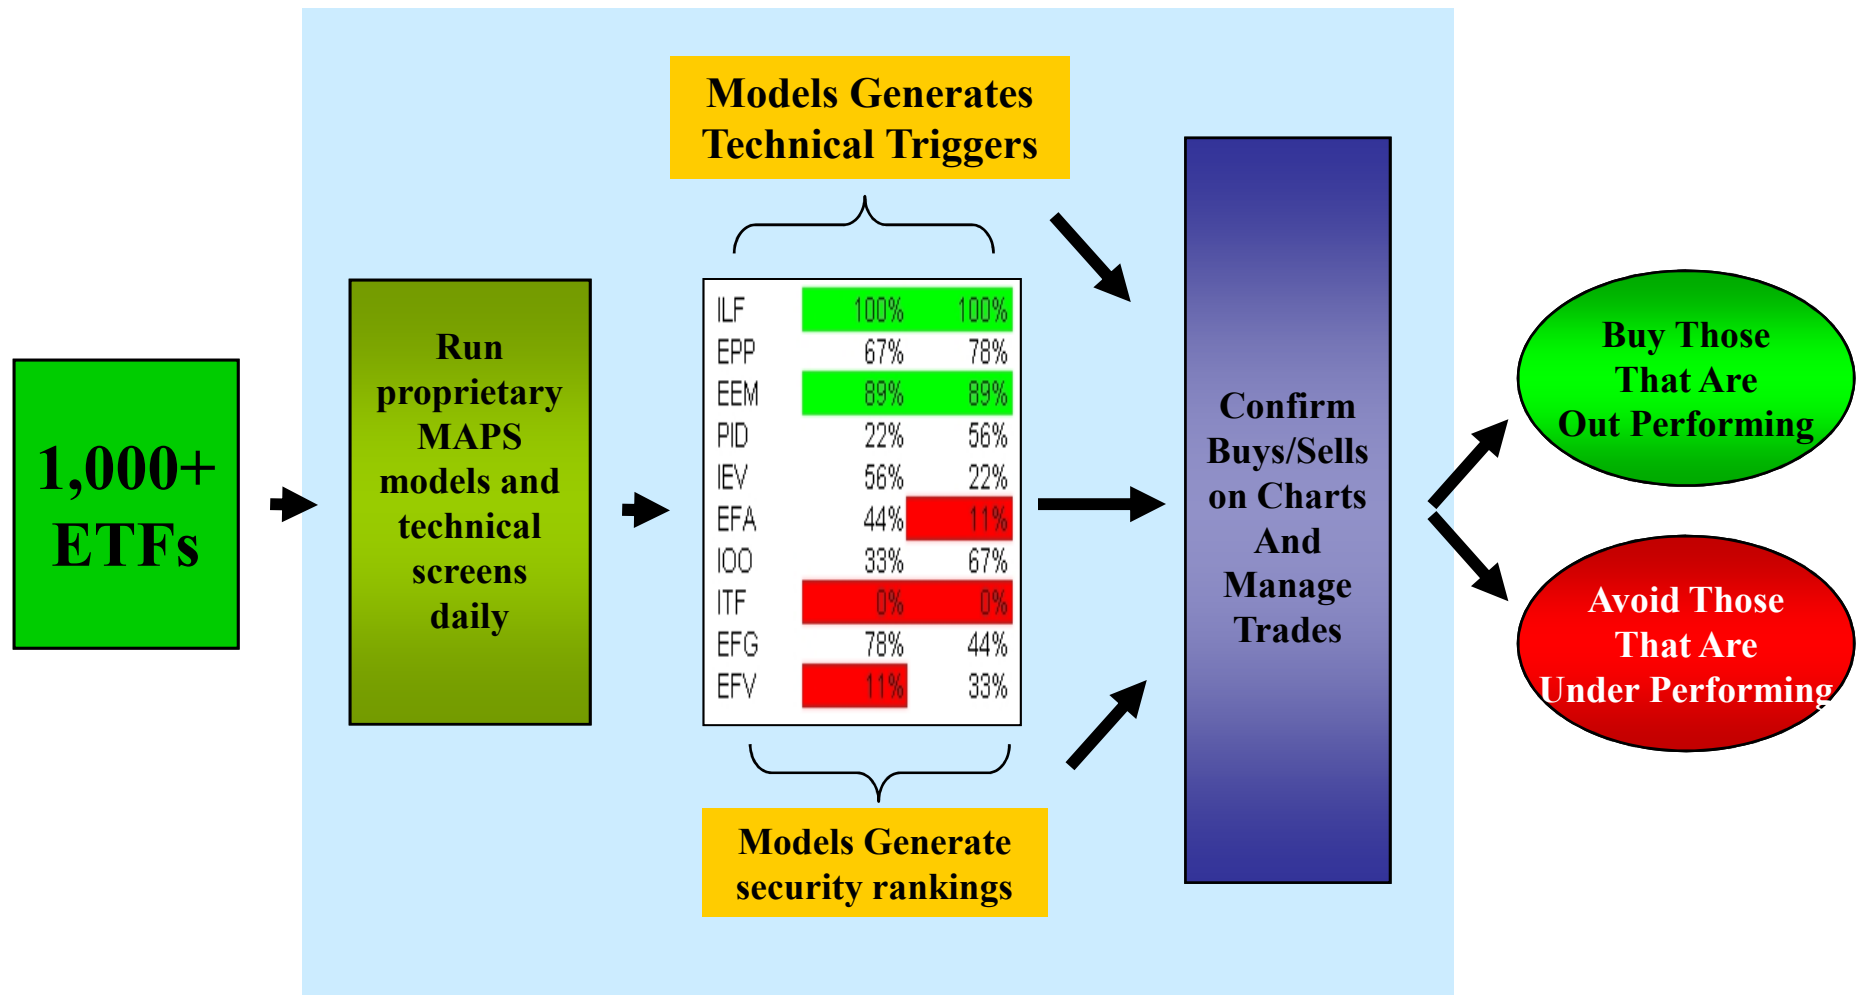 1,000+
ETFs
Run
proprietary
MAPS
models and
technical
screens
daily
Models Generates
Technical Triggers
ILF 100% 100%
EPP 67% 78%
EEM 89% 89%
PID 22% 56%
IEV 56% 22%
EFA 44% 11%
IOO 33% 67%
ITF 0% 0%
EFG 78% 44%
EFV 11% 33%
Models Generate
security rankings
Confirm
Buys/Sells
on Charts
And
Manage
Trades
Buy Those
That Are
Out Performing
Avoid Those
That Are
Under Performing